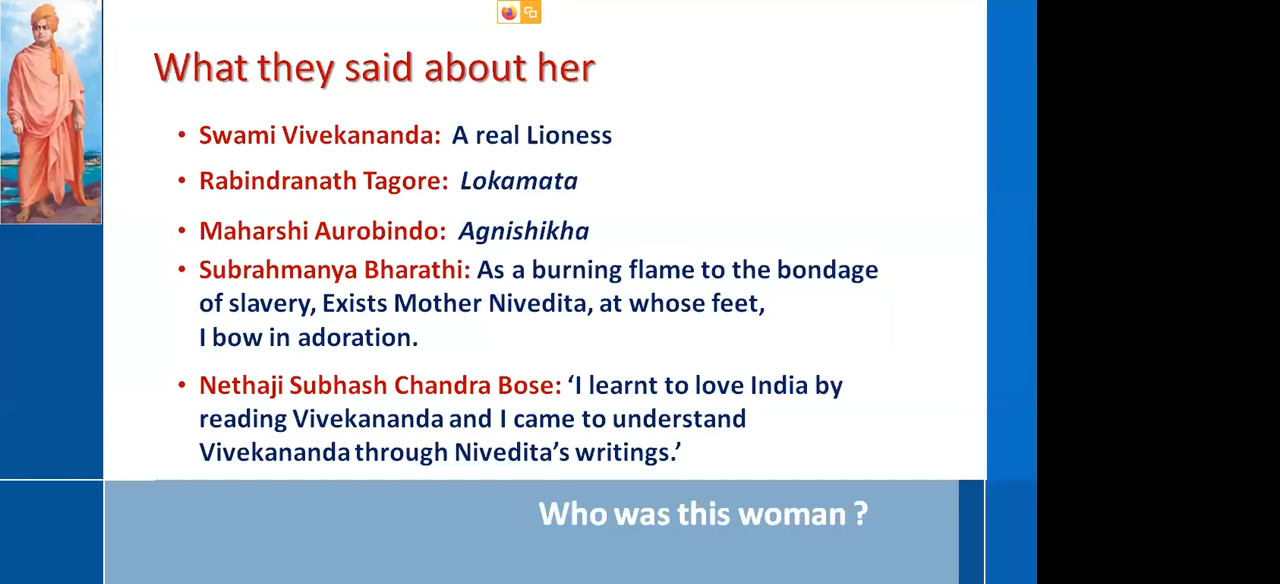 What they said about her
• Swami Vivekananda: A real Lioness
• Rabindranath Tagore: Lokamata
• Maharshi Aurobindo: Agnishikha
• Subrahmanya Bharathi: As a burning flame to the bondage
of slavery, Exists Mother Nivedita, at whose feet,
I bow in adoration.
• Nethaji Subhash Chandra Bose: ‘I learnt to love India by
reading Vivekananda and I came to understand
Vivekananda through Nivedita’s writings.’
Who was this woman ?